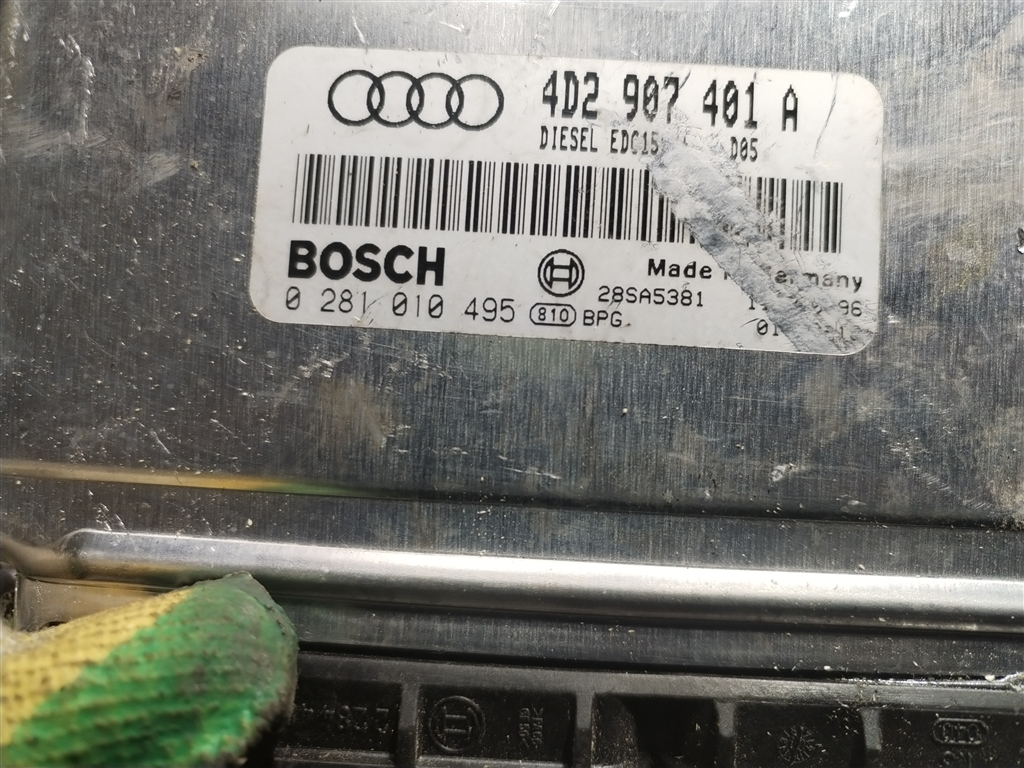 4D2 907 401 A
DIESEL EDC15 D05
BOSCH
Made
28SA5381
0 281 010 495 810 BPG